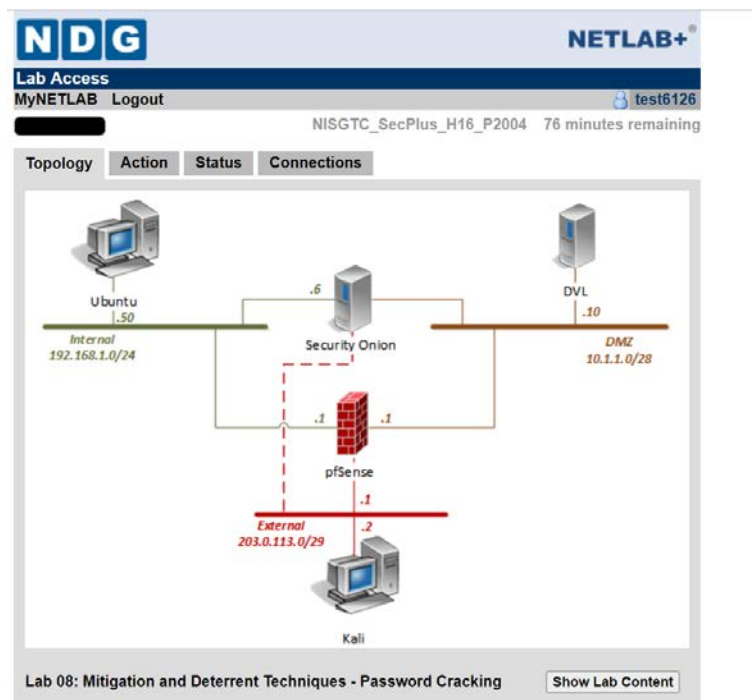 NDG
NETLAB+®
Lab Access
MyNETLAB Logout
test6126
NISGTC_SecPlus_H16_P2004 76 minutes remaining
Topology Action Status Connections
Ubuntu
.50
Internal
192.168.1.0/24
.6
Security Onion
DVL
.10
DMZ
10.1.1.0/28
.1
.1
pfSense
.1
External
203.0.113.0/29
.2
Kali
Lab 08: Mitigation and Deterrent Techniques - Password Cracking
Show Lab Content